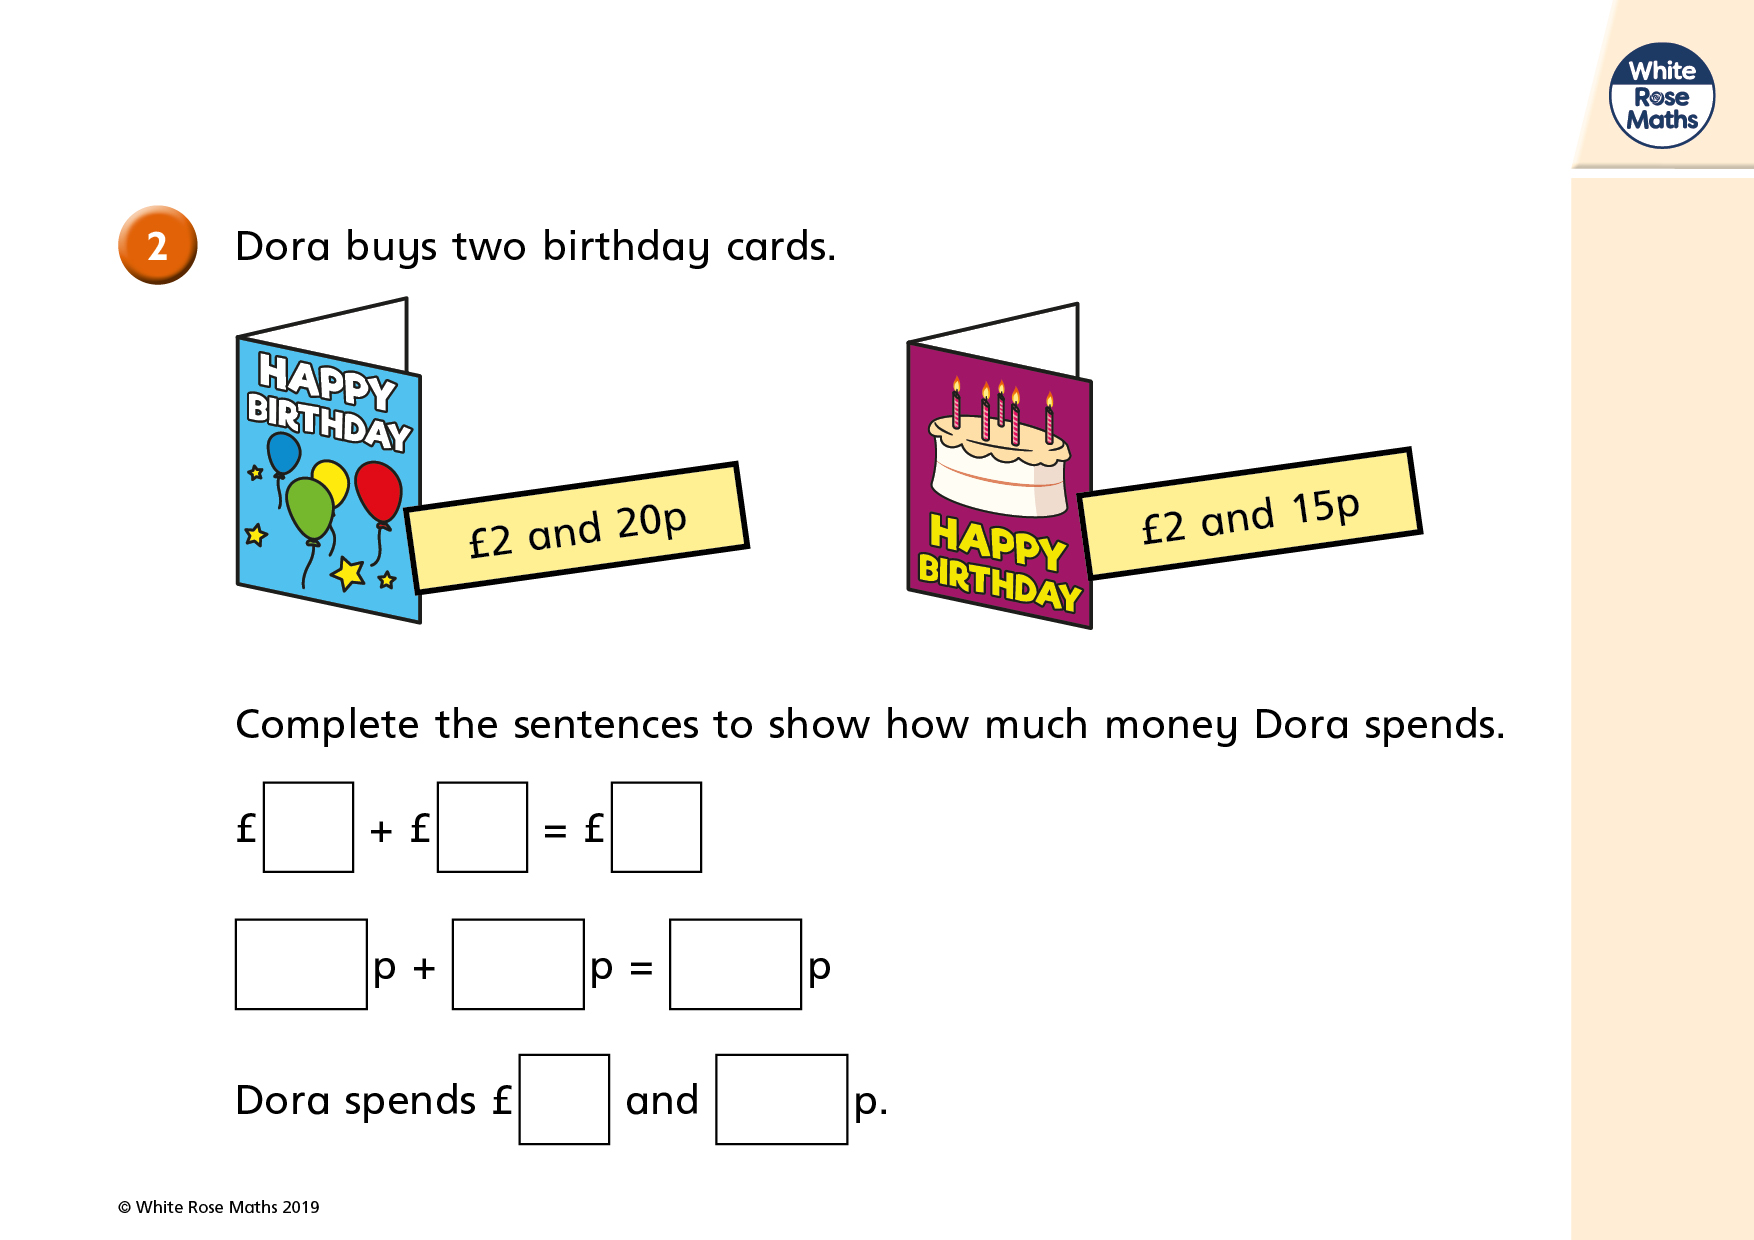 White
Rose
Maths
2 Dora buys two birthday cards.
HAPPY
BIRTHDAY
£2 and 20p
HAPPY
BIRTHDAY
£2 and 15p
Complete the sentences to show how much money Dora spends.
£ + £ = £
p + p = p
Dora spends £ and p.
© White Rose Maths 2019